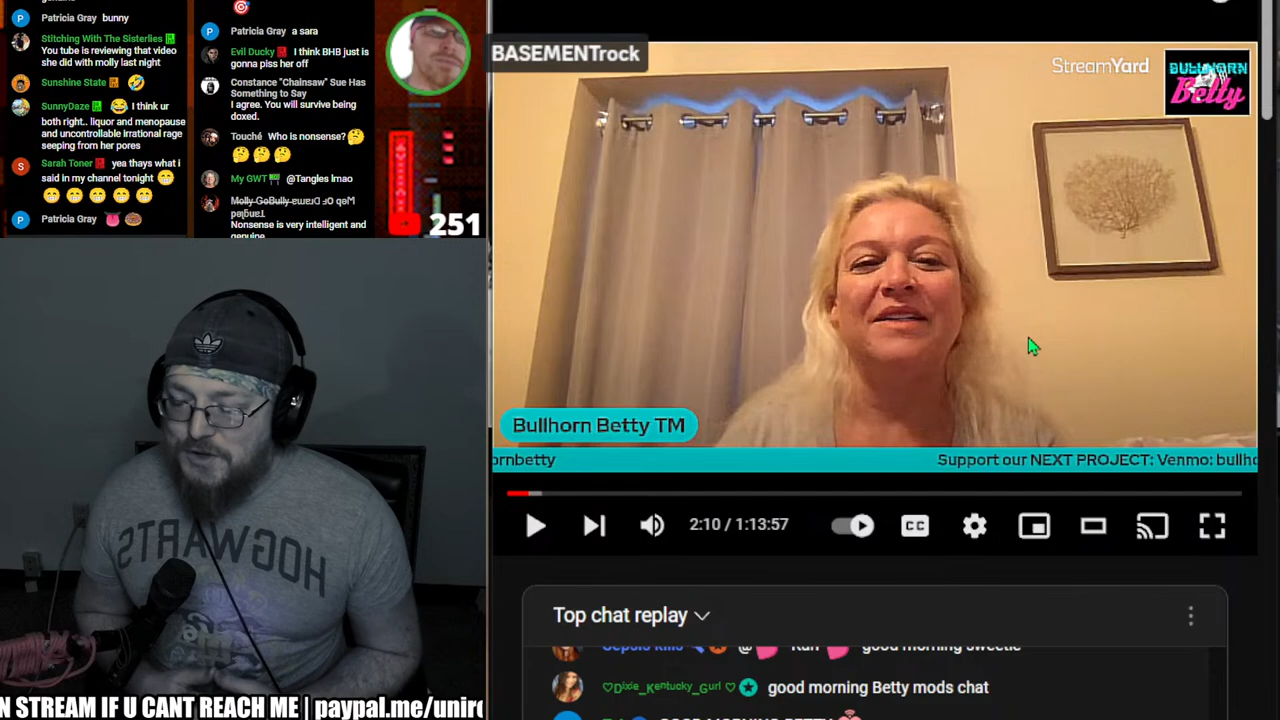 Patricia Gray bunny
Stitching With The Sisterlies
You tube is reviewing that video
she did with molly last night
Sunshine State
SunnyDaze I think ur
both right.. liquor and menopause
and uncontrollable irrational rage
seeping from her pores
Sarah Toner yea thays what i
said in my channel tonight
Patricia Gray
Patricia Gray a sara
Evil Ducky I think BHB just is
gonna piss her off
Constance "Chainsaw" Sue Has
Something to Say
I agree. You will survive being
doxed.
Touché Who is nonsense?
My GWT @Tangles lmao
Nonsense is very intelligent and
genuine
251
BASEMENTrock
StreamYard
BULLHORN
Betty
HOGWARTS
Bullhorn Betty TM
ornbetty
Support our NEXT PROJECT: Venmo: bullho
2:10 / 1:13:57
CC
Top chat replay
good morning sweetie
♡Dixie_Kentucky_Gurl ♡ good morning Betty mods chat
N STREAM IF U CANT REACH ME | paypal.me/uniro